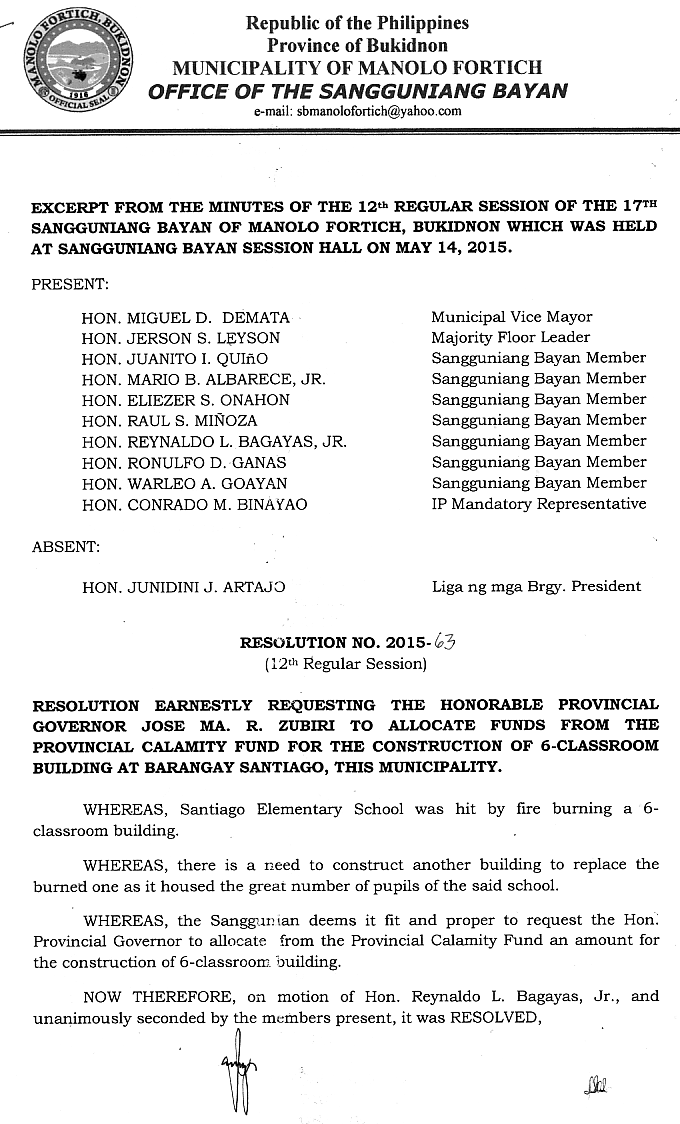 MANOLO FORTICH, BUKIDNON
1916
OFFICIAL SEAL
Republic of the Philippines
Province of Bukidnon
MUNICIPALITY OF MANOLO FORTICH
OFFICE OF THE SANGGUNIANG BAYAN
e-mail: sbmanolofortich@yahoo.com
EXCERPT FROM THE MINUTES OF THE 12th REGULAR SESSION OF THE 17TH
SANGGUNIANG BAYAN OF MANOLO FORTICH, BUKIDNON WHICH WAS HELD
AT SANGGUNIANG BAYAN SESSION HALL ON MAY 14, 2015.
PRESENT:
HON. MIGUEL D. DEMATA Municipal Vice Mayor
HON. JERSON S. LEYSON Majority Floor Leader
HON. JUANITO I. QUIñO Sangguniang Bayan Member
HON. MARIO B. ALBARECE, JR. Sangguniang Bayan Member
HON. ELIEZER S. ONAHON Sangguniang Bayan Member
HON. RAUL S. MIÑOZA Sangguniang Bayan Member
HON. REYNALDO L. BAGAYAS, JR. Sangguniang Bayan Member
HON. RONULFO D. GANAS Sangguniang Bayan Member
HON. WARLEO A. GOAYAN Sangguniang Bayan Member
HON. CONRADO M. BINAYAO IP Mandatory Representative
ABSENT:
HON. JUNIDINI J. ARTAJO Liga ng mga Brgy. President
RESOLUTION NO. 2015-63
(12th Regular Session)
RESOLUTION EARNESTLY REQUESTING THE HONORABLE PROVINCIAL
GOVERNOR JOSE MA. R. ZUBIRI TO ALLOCATE FUNDS FROM THE
PROVINCIAL CALAMITY FUND FOR THE CONSTRUCTION OF 6-CLASSROOM
BUILDING AT BARANGAY SANTIAGO, THIS MUNICIPALITY.
WHEREAS, Santiago Elementary School was hit by fire burning a 6-
classroom building.
WHEREAS, there is a need to construct another building to replace the
burned one as it housed the great number of pupils of the said school.
WHEREAS, the Sanggunian deems it fit and proper to request the Hon.
Provincial Governor to allocate from the Provincial Calamity Fund an amount for
the construction of 6-classroom building.
NOW THEREFORE, on motion of Hon. Reynaldo L. Bagayas, Jr., and
unanimously seconded by the members present, it was RESOLVED,